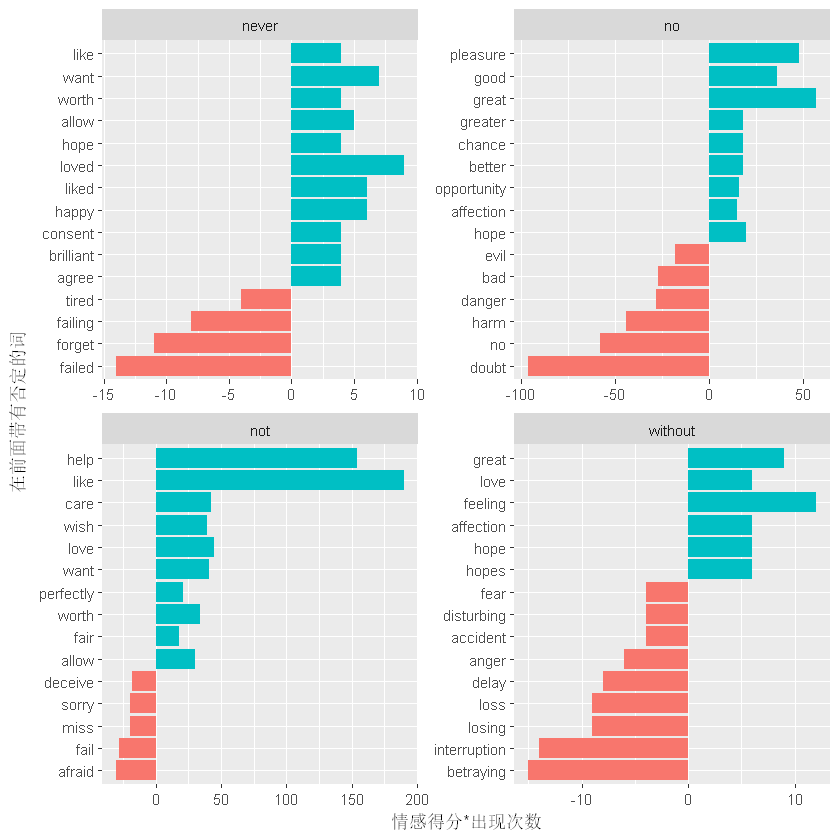 never
like
want
worth
allow
hope
loved
liked
happy
consent
brilliant
agree
tired
failing
forget
failed
-15 -10 -5 0 5 10
no
pleasure
good
great
greater
chance
better
opportunity
affection
hope
evil
bad
danger
harm
no
doubt
-100 -50 0 50
not
help
like
care
wish
love
want
perfectly
worth
fair
allow
deceive
sorry
miss
fail
afraid
0 50 100 150 200
without
great
love
feeling
affection
hope
hopes
fear
disturbing
accident
anger
delay
loss
losing
interruption
betraying
-10 0 10
在前面带有否定的词
情感得分*出现次数